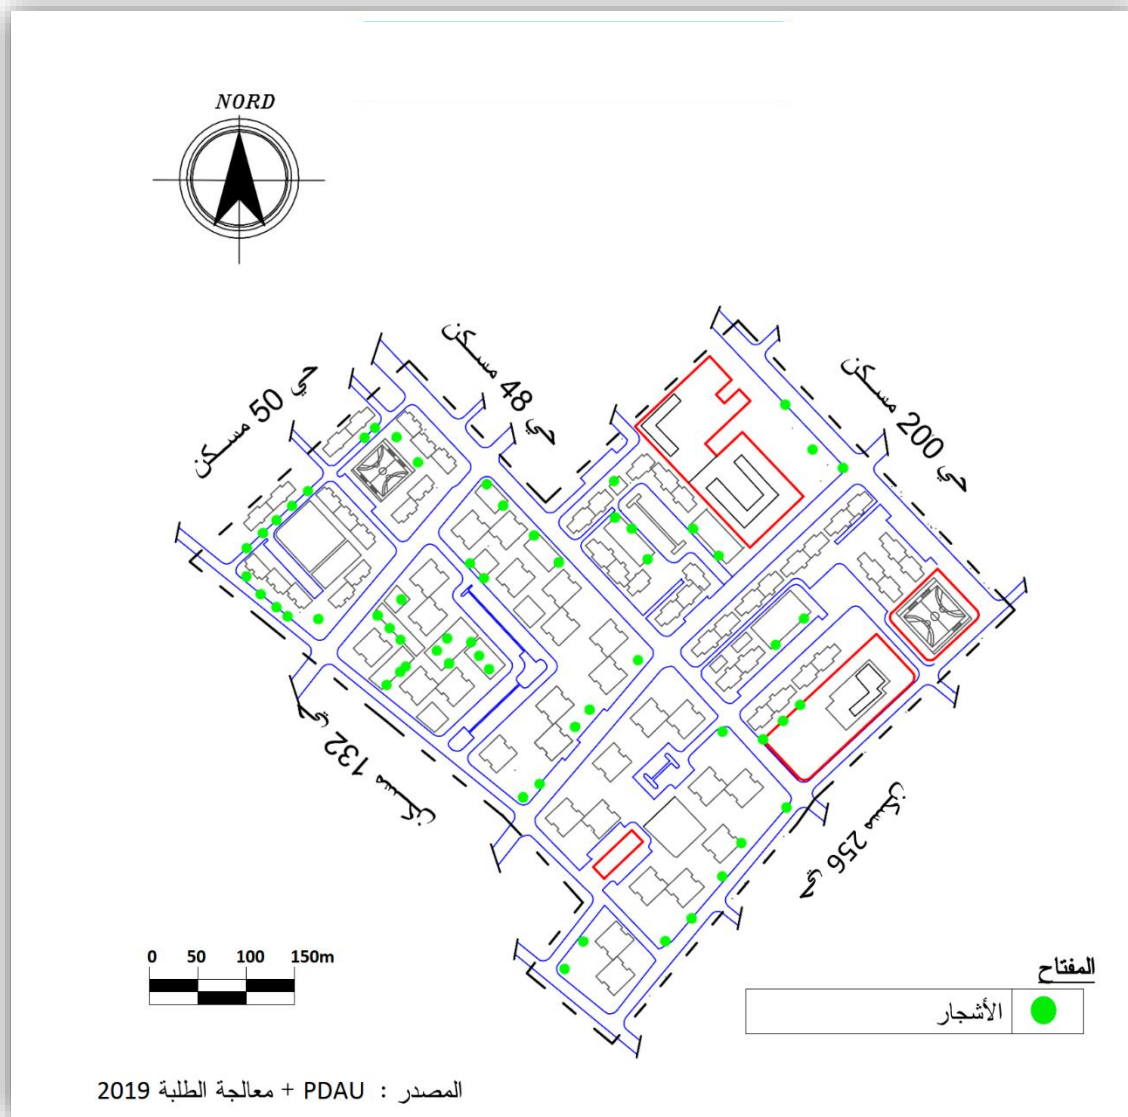 NORD
حي 50 مسكن
حي 48 مسكن
حي 200 مسكن
حي 132 مسكن
حي 256 مسكن
0 50 100 150m
المفتاح
الأشجار
المصدر : PDAU + معالجة الطلبة 2019